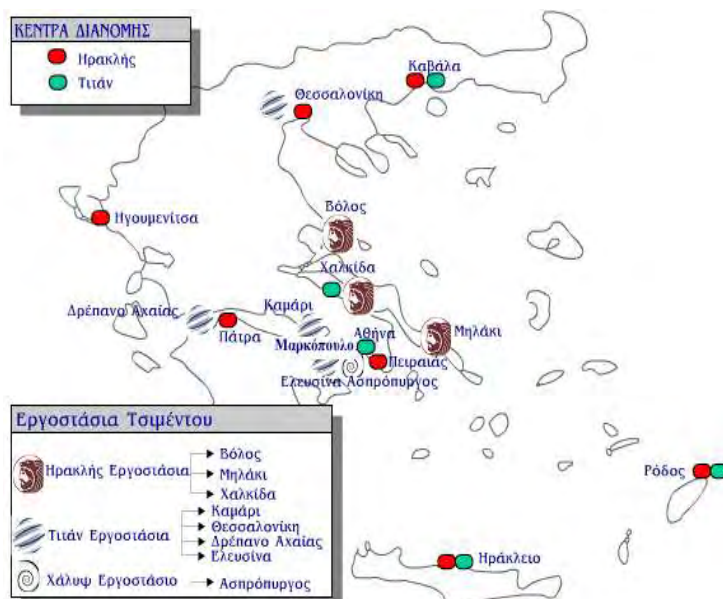 ΚΕΝΤΡΑ ΔΙΑΝΟΜΗΣ
Ηρακλής
Τιτάν
Καβάλα
Θεσσαλονίκη
Ηγουμενίτσα
Βόλος
Χαλκίδα
Δρέπανο Αχαίας
Καμάρι
Πάτρα
Αθήνα
Μηλάκι
Μαρκόπουλο
Πειραιάς
Ελευσίνα Ασπρόπυργος
Ρόδος
Ηράκλειο
Εργοστάσια Τσιμέντου
Ηρακλής Εργοστάσια
Βόλος
Μηλάκι
Χαλκίδα
Τιτάν Εργοστάσια
Καμάρι
Θεσσαλονίκη
Δρέπανο Αχαίας
Ελευσίνα
Χάλυψ Εργοστάσιο
Ασπρόπυργος